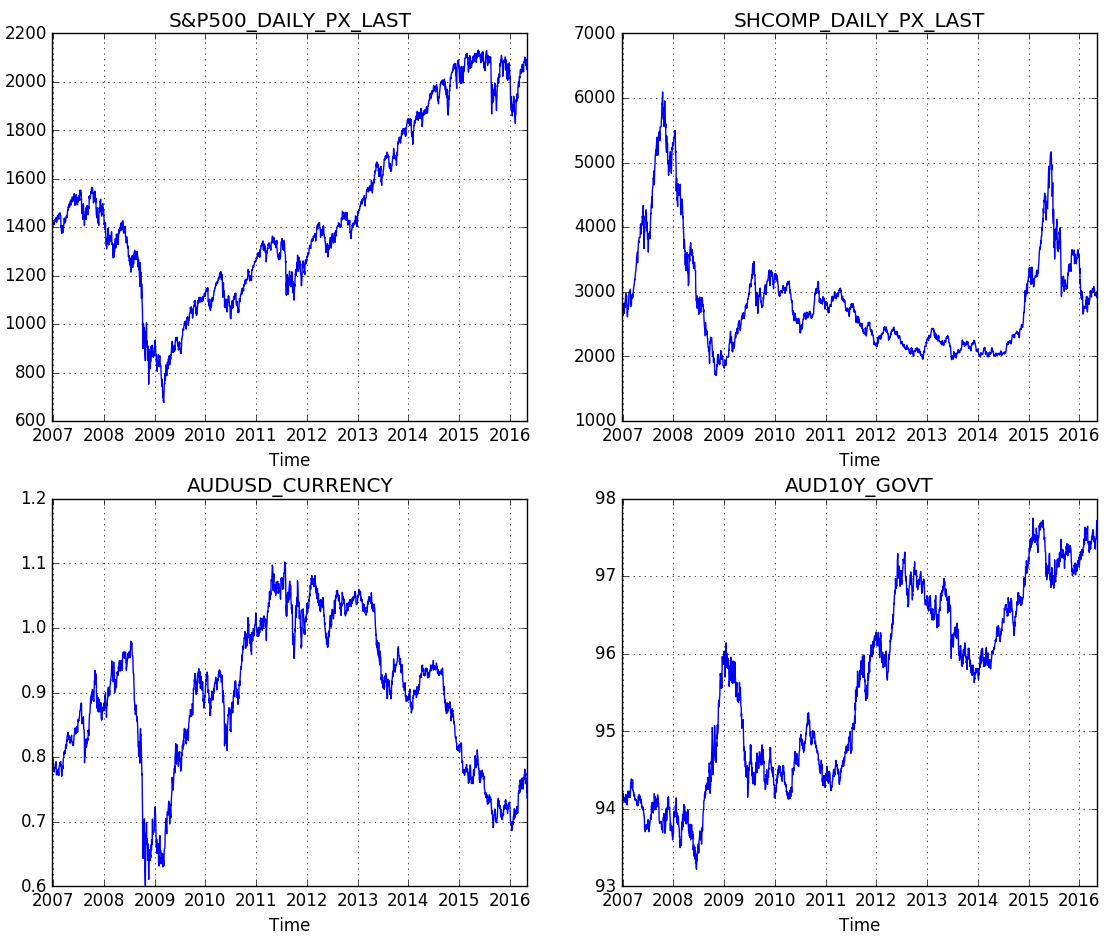 S&P500_DAILY_PX_LAST
2200
2000
1800
1600
1400
1200
1000
800
600
2007 2008 2009 2010 2011 2012 2013 2014 2015 2016
Time
SHCOMP_DAILY_PX_LAST
7000
6000
5000
4000
3000
2000
1000
2007 2008 2009 2010 2011 2012 2013 2014 2015 2016
Time
AUDUSD_CURRENCY
1.2
1.1
1.0
0.9
0.8
0.7
0.6
2007 2008 2009 2010 2011 2012 2013 2014 2015 2016
Time
AUD10Y_GOVT
98
97
96
95
94
93
2007 2008 2009 2010 2011 2012 2013 2014 2015 2016
Time